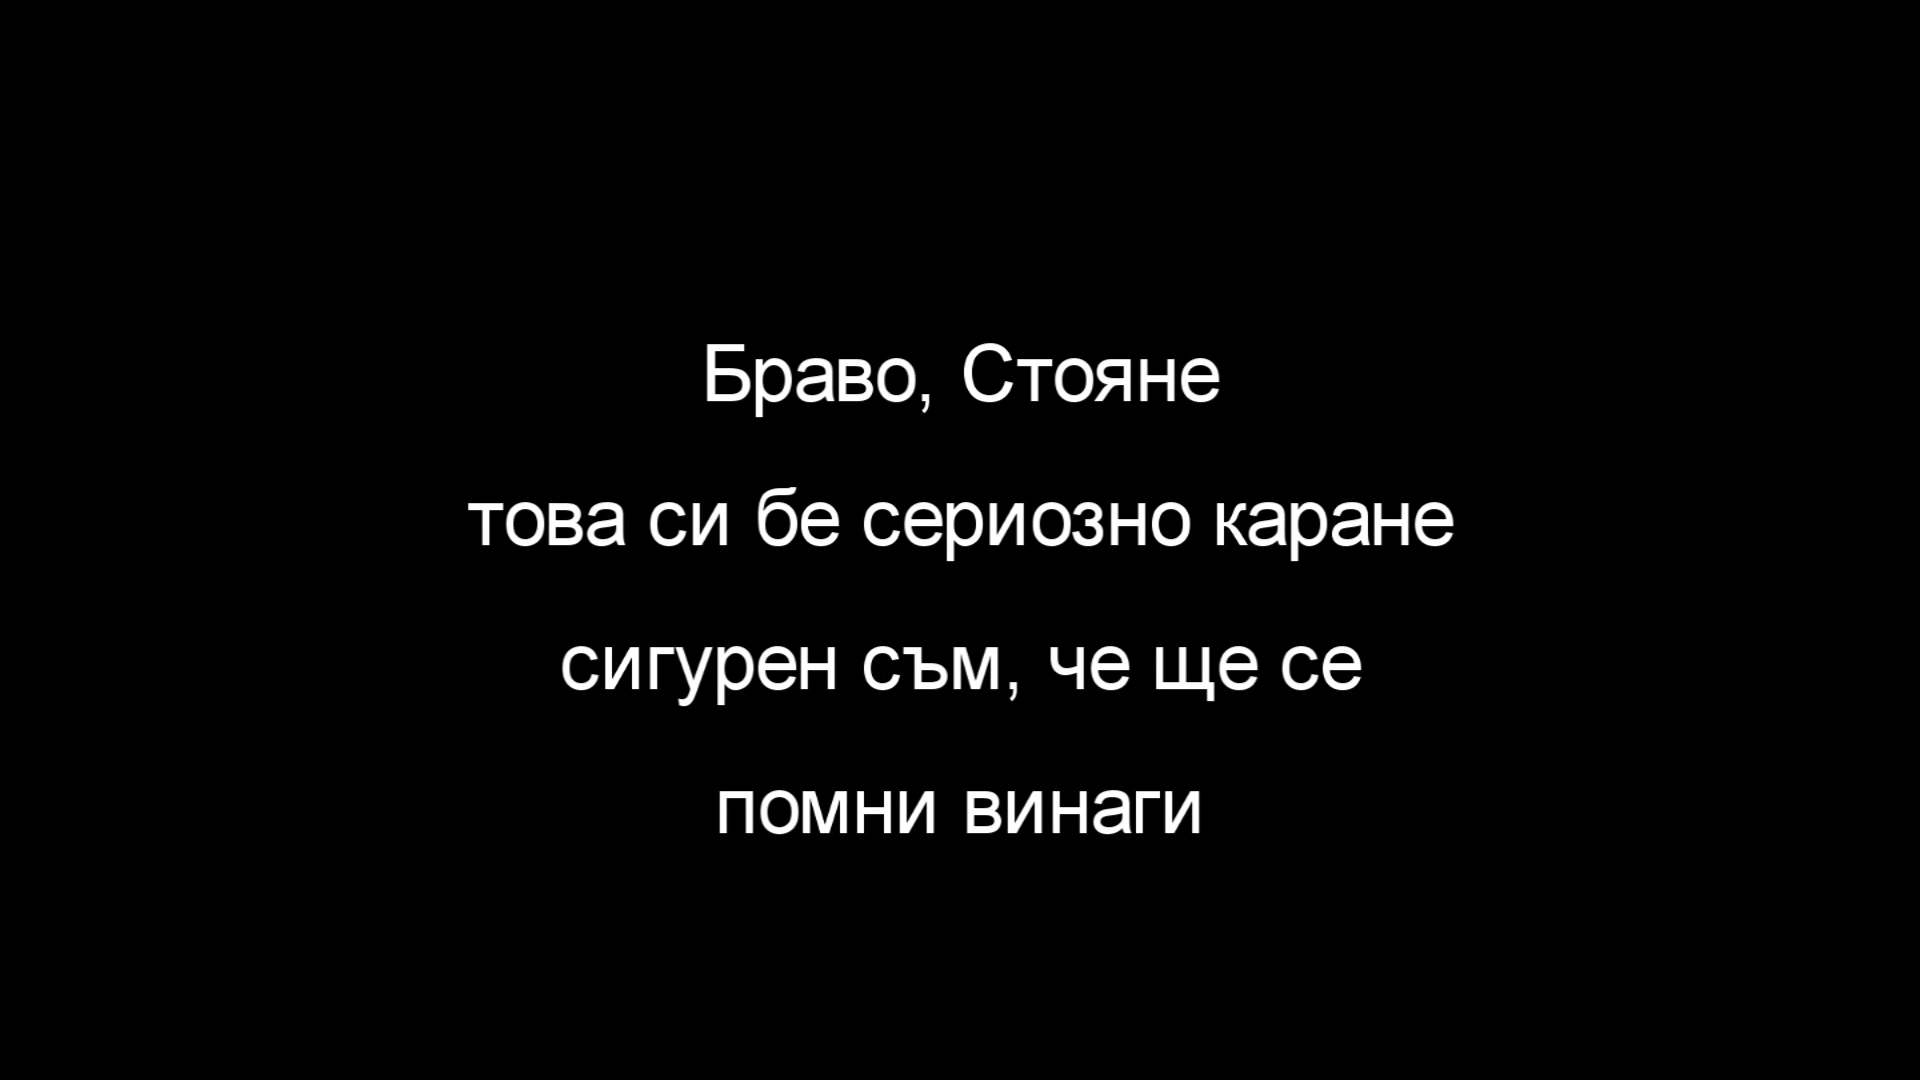 Браво, Стояне
това си бе сериозно каране
сигурен съм, че ще се
помни винаги